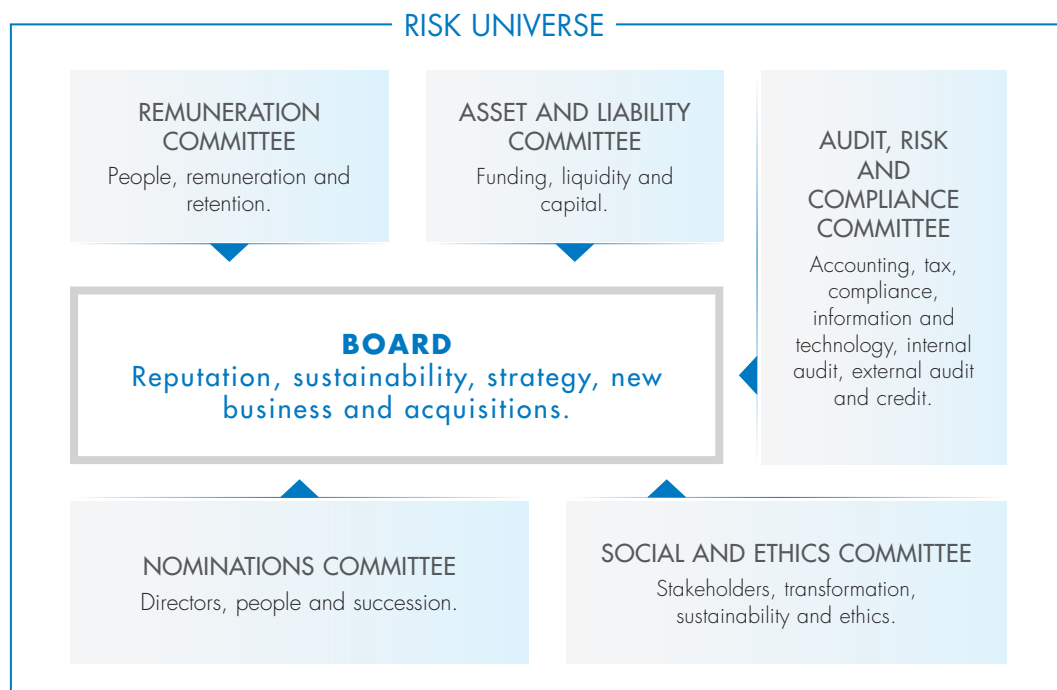 RISK UNIVERSE
REMUNERATION
COMMITTEE
People, remuneration and
retention.
ASSET AND LIABILITY
COMMITTEE
Funding, liquidity and
capital.
AUDIT, RISK
AND
COMPLIANCE
COMMITTEE
Accounting, tax,
compliance,
information and
technology, internal
audit, external audit
and credit.
BOARD
Reputation, sustainability, strategy, new
business and acquisitions.
NOMINATIONS COMMITTEE
Directors, people and succession.
SOCIAL AND ETHICS COMMITTEE
Stakeholders, transformation,
sustainability and ethics.